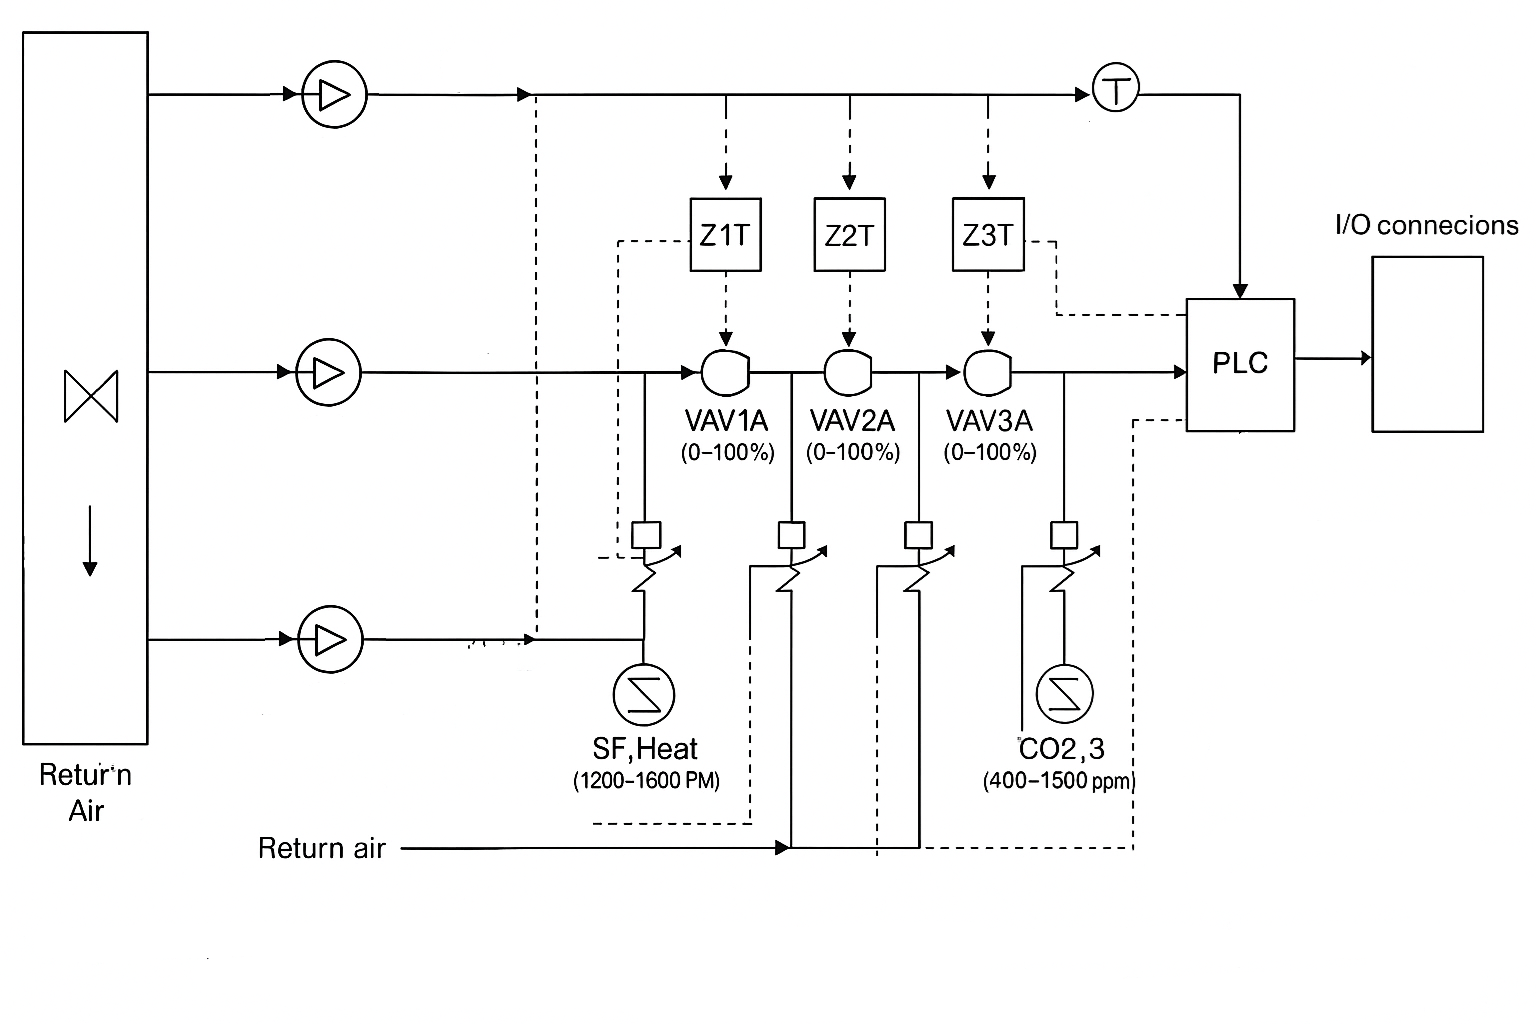 T
I/O connecions
Z1T
Z2T
Z3T
PLC
VAV1A
(0–100%)
VAV2A
(0–100%)
VAV3A
(0–100%)
SF,Heat
(1200–1600 PM)
CO2,3
(400–1500 ppm)
Retur'n
Air
Return air